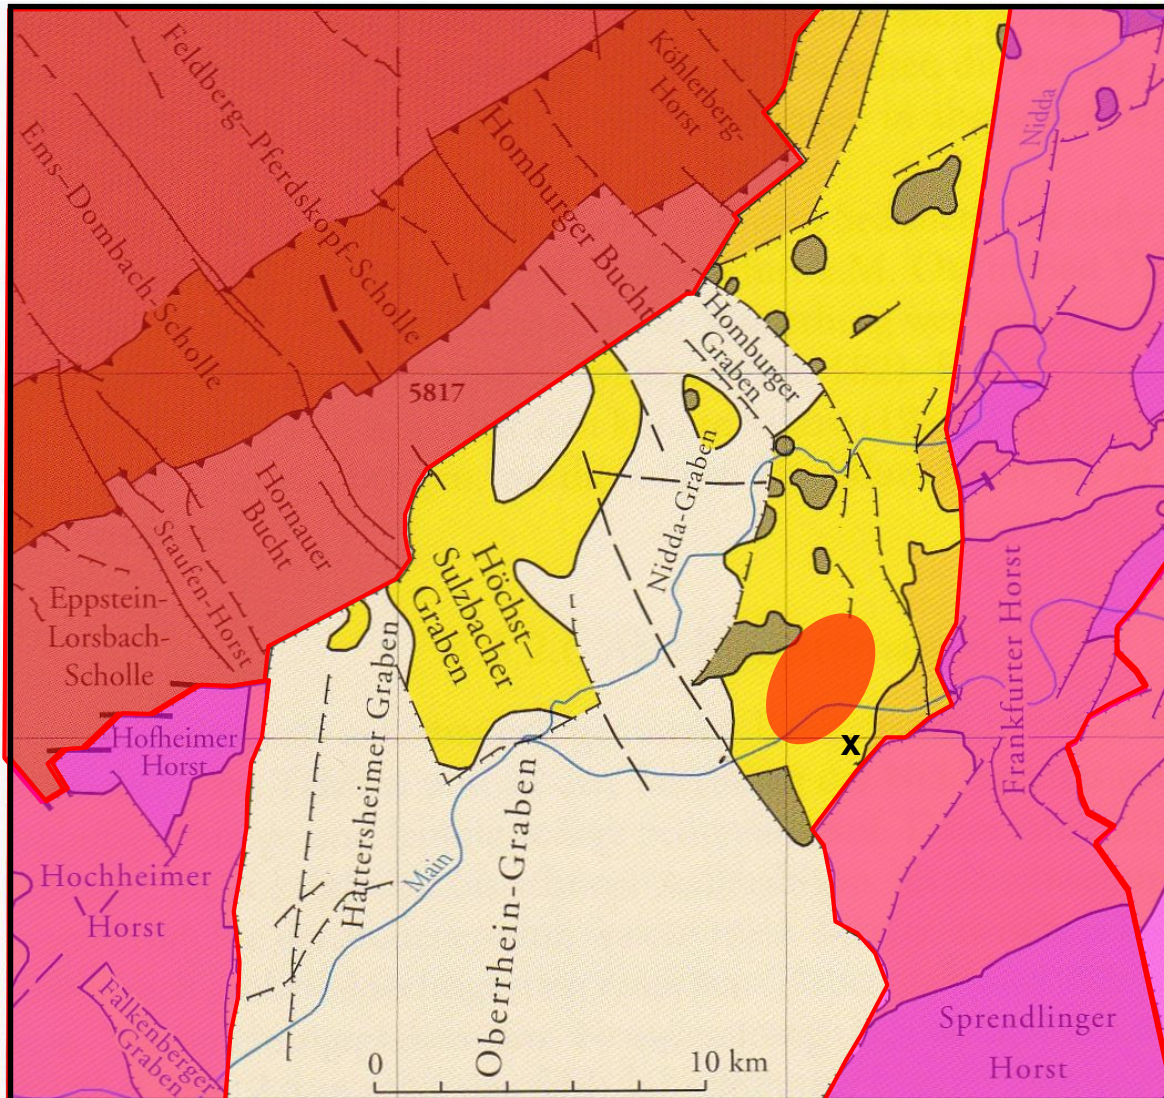 Feldberg–Pferdskopf-Scholle
Köhlerberg-
Horst
Ems–Dombach-Scholle
Homburger Bucht
Nidda
Homburger
Graben
5817
Hornauer
Bucht
Staufen-Horst
Nidda-Graben
Höchst–
Sulzbacher
Graben
Eppstein-
Lorsbach-
Scholle
Hattersheimer Graben
Frankfurter Horst
Hofheimer
Horst
x
Oberrhein-Graben
Main
Hochheimer
Horst
Falkenberger
Graben
Sprendlinger
Horst
0 10 km